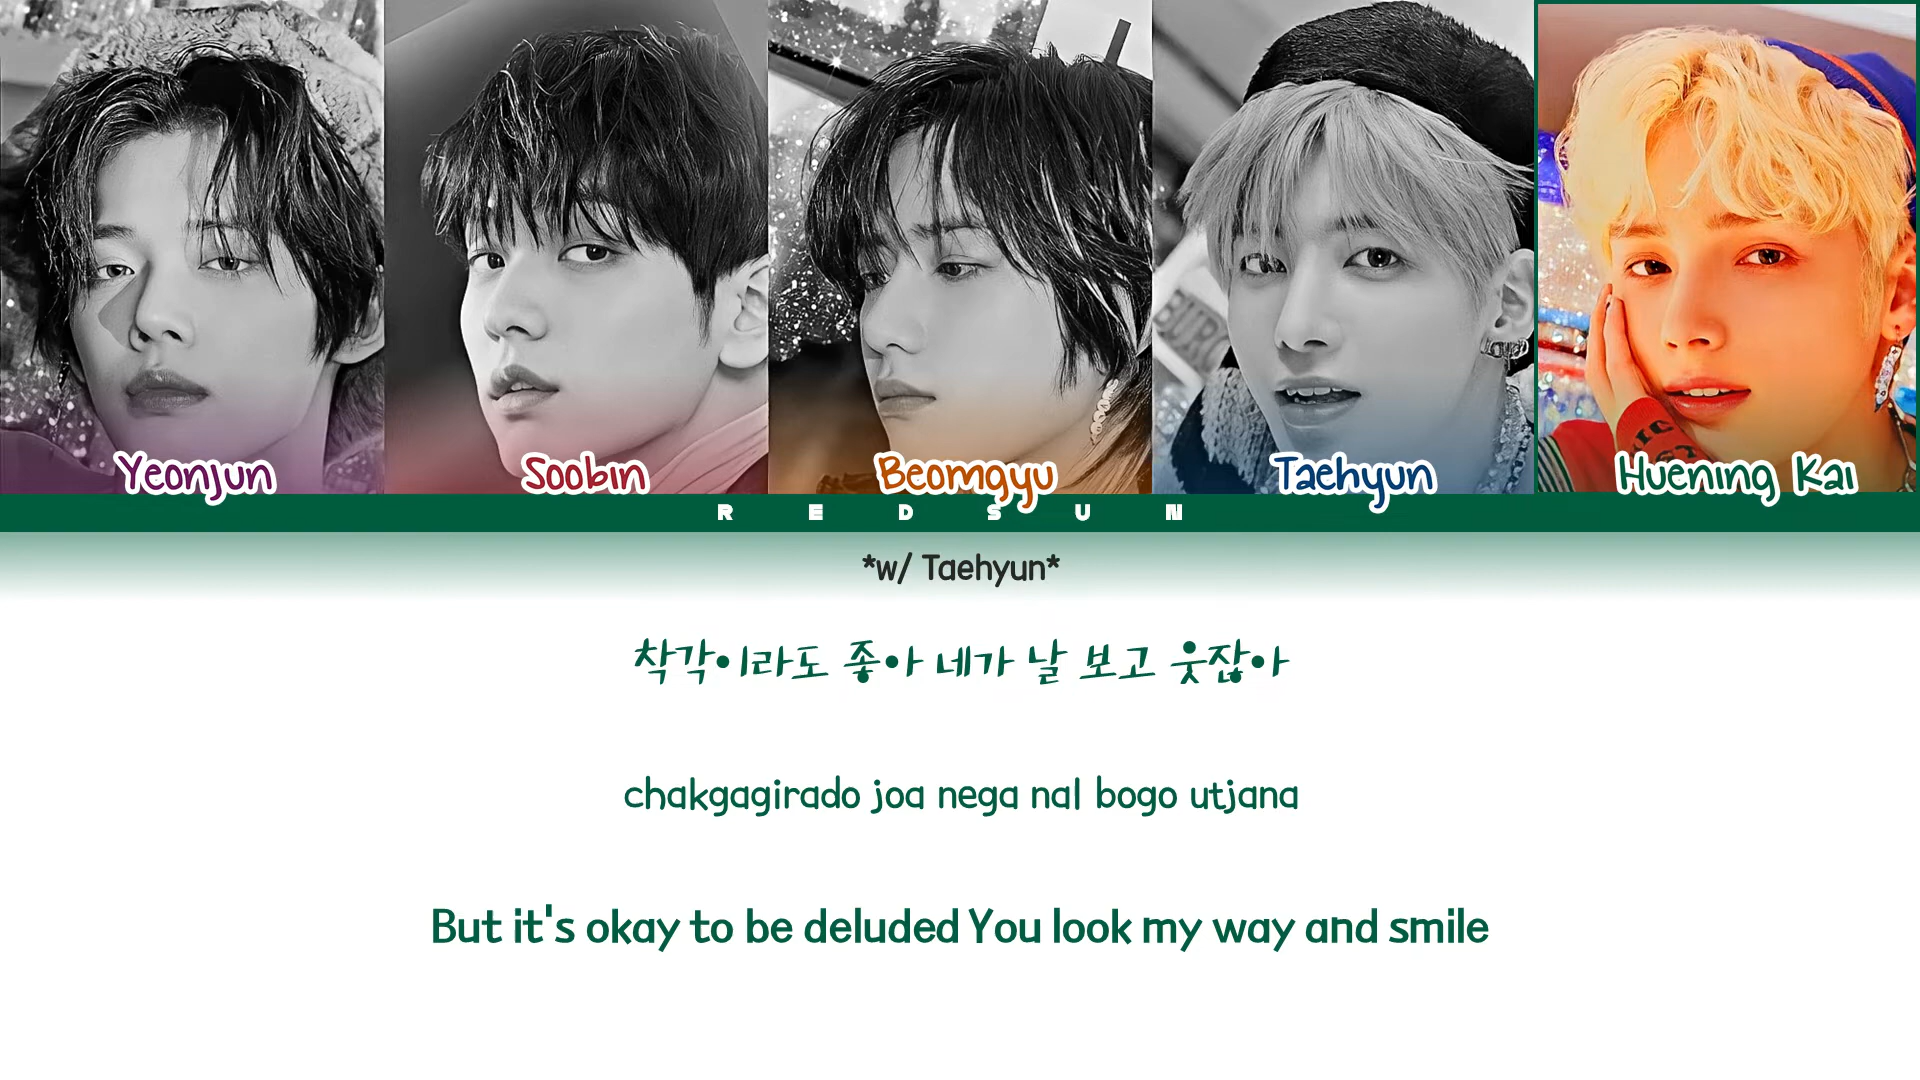 Yeonjun Soobin Beomgyu Taehyun Huening Kai
REDSUN
*w/ Taehyun*
착각이라도 좋아 네가 날 보고 웃잖아
chakgagirado joa nega nal bogo utjana
But it's okay to be deluded You look my way and smile